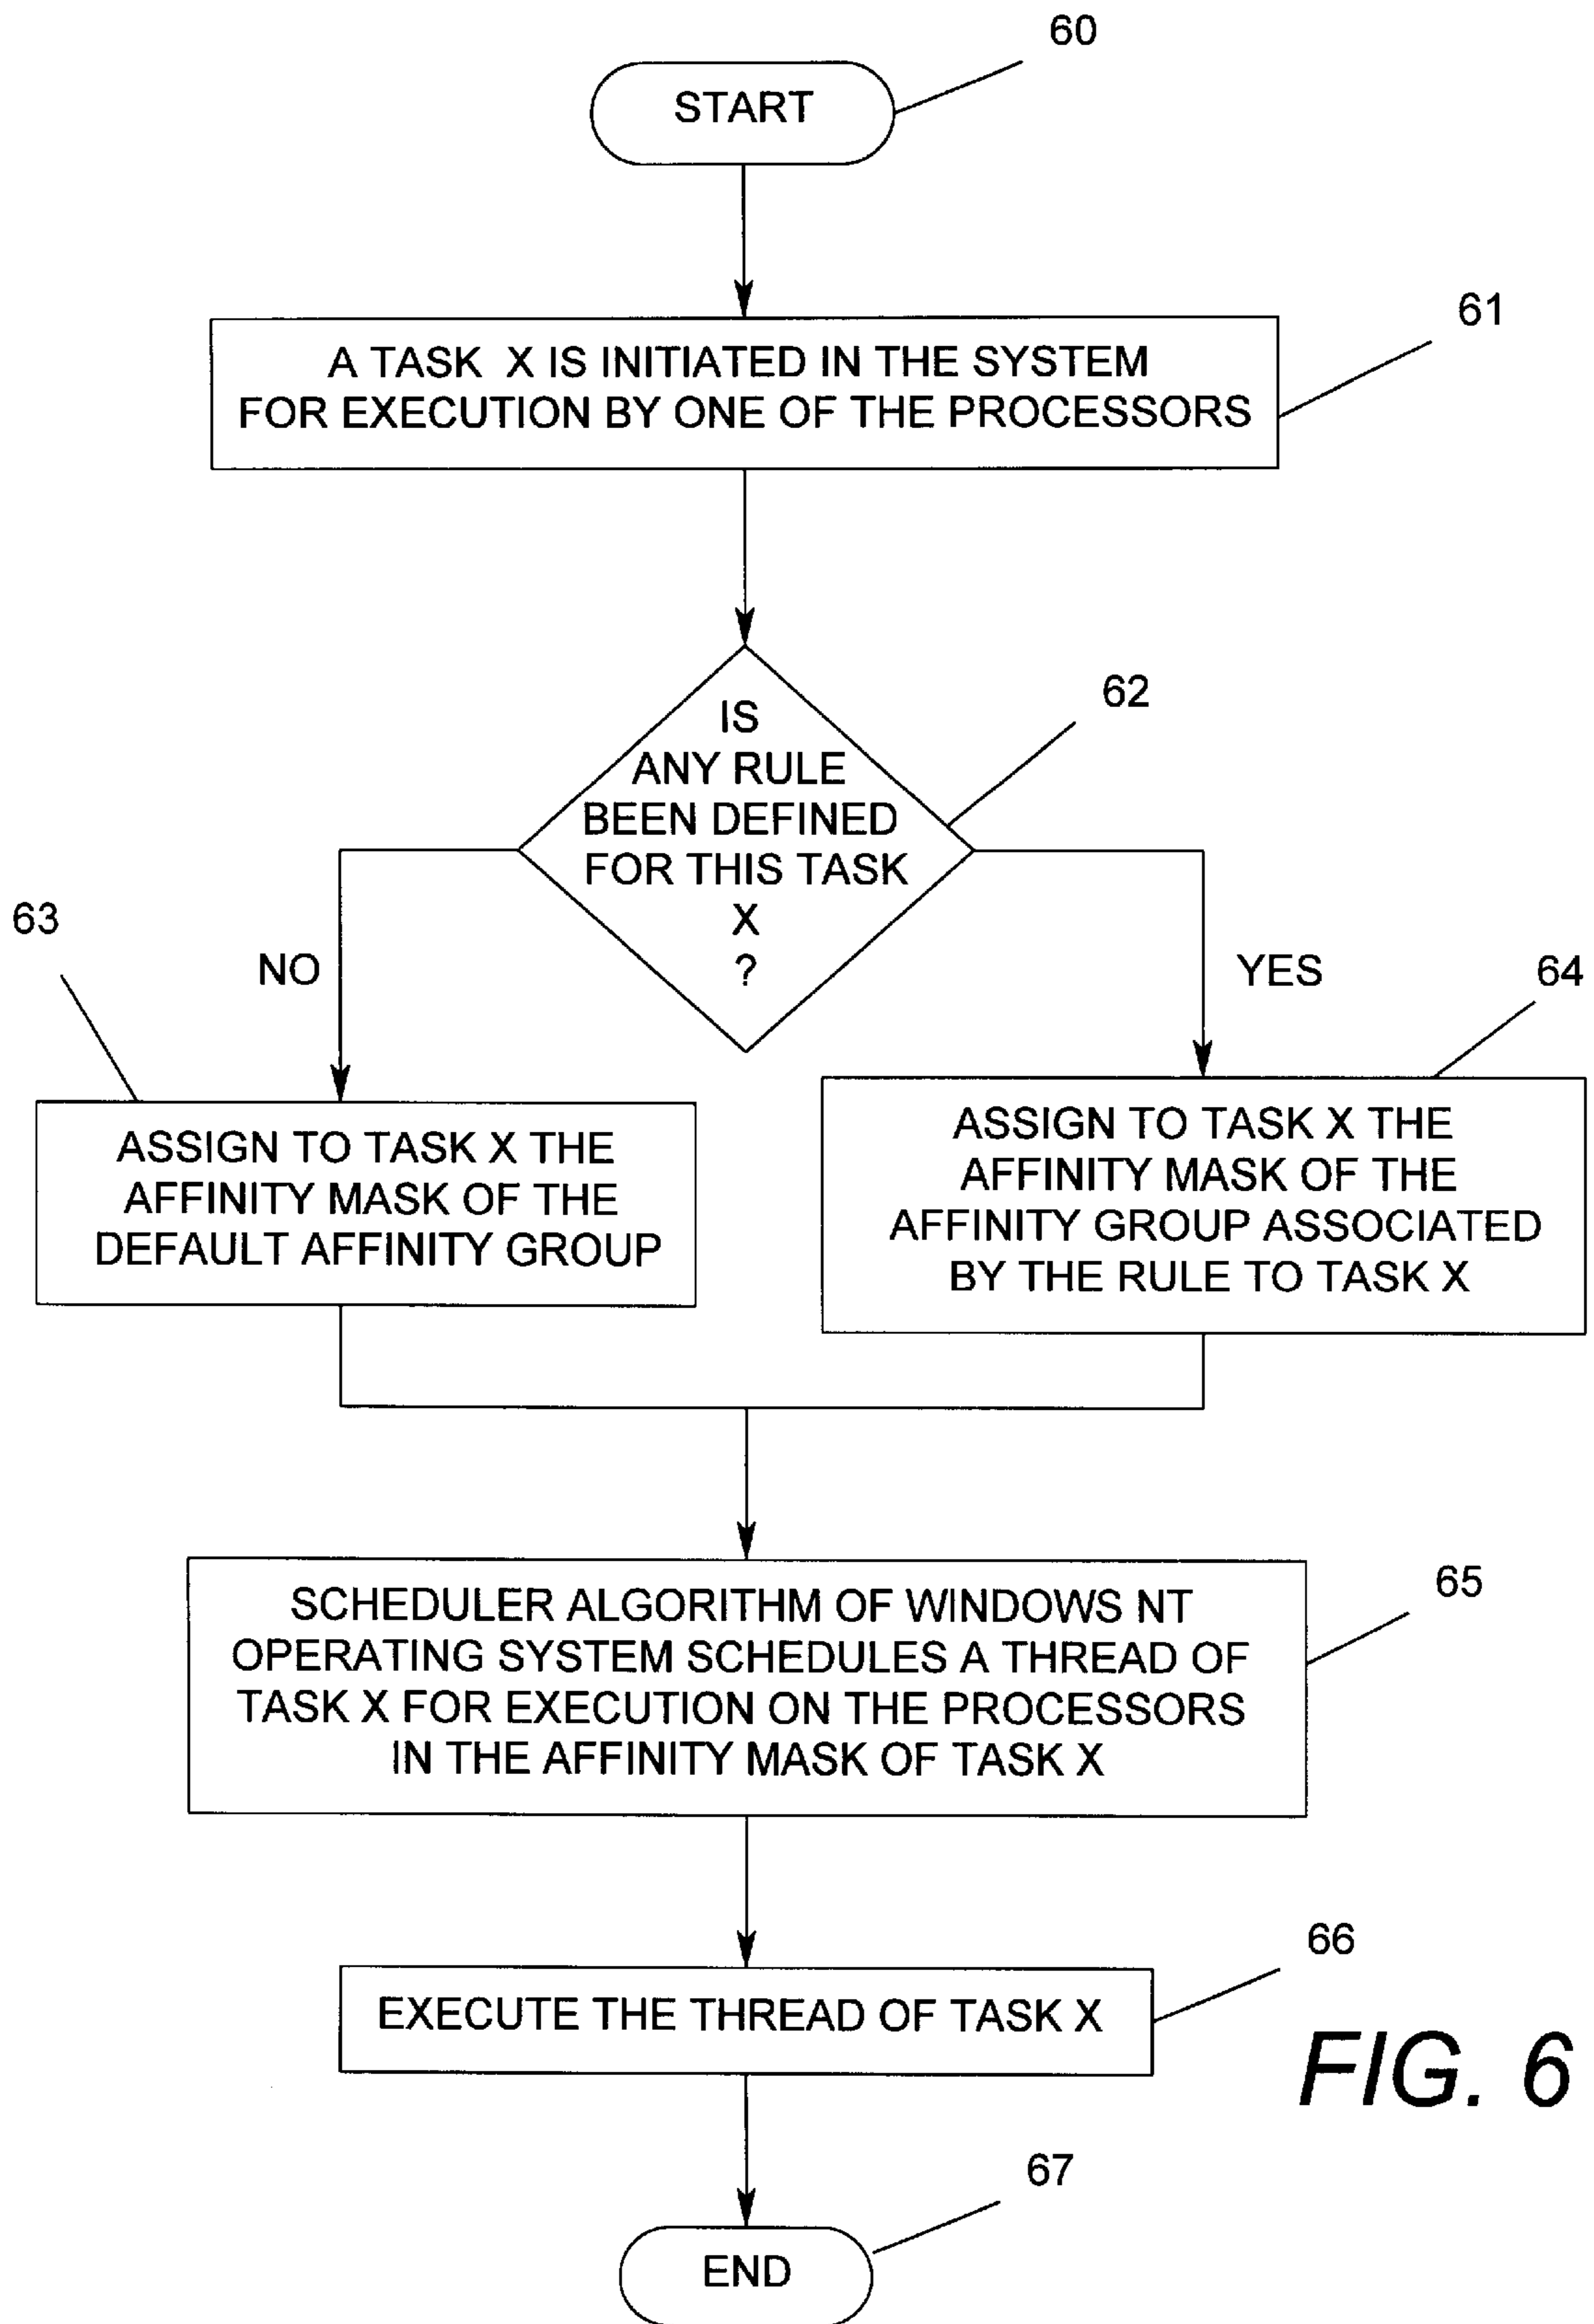 60
START
61
A TASK X IS INITIATED IN THE SYSTEM
FOR EXECUTION BY ONE OF THE PROCESSORS
62
IS
ANY RULE
BEEN DEFINED
FOR THIS TASK
X
?
63
NO
YES
64
ASSIGN TO TASK X THE
AFFINITY MASK OF THE
DEFAULT AFFINITY GROUP
ASSIGN TO TASK X THE
AFFINITY MASK OF THE
AFFINITY GROUP ASSOCIATED
BY THE RULE TO TASK X
65
SCHEDULER ALGORITHM OF WINDOWS NT
OPERATING SYSTEM SCHEDULES A THREAD OF
TASK X FOR EXECUTION ON THE PROCESSORS
IN THE AFFINITY MASK OF TASK X
66
EXECUTE THE THREAD OF TASK X
FIG. 6
67
END